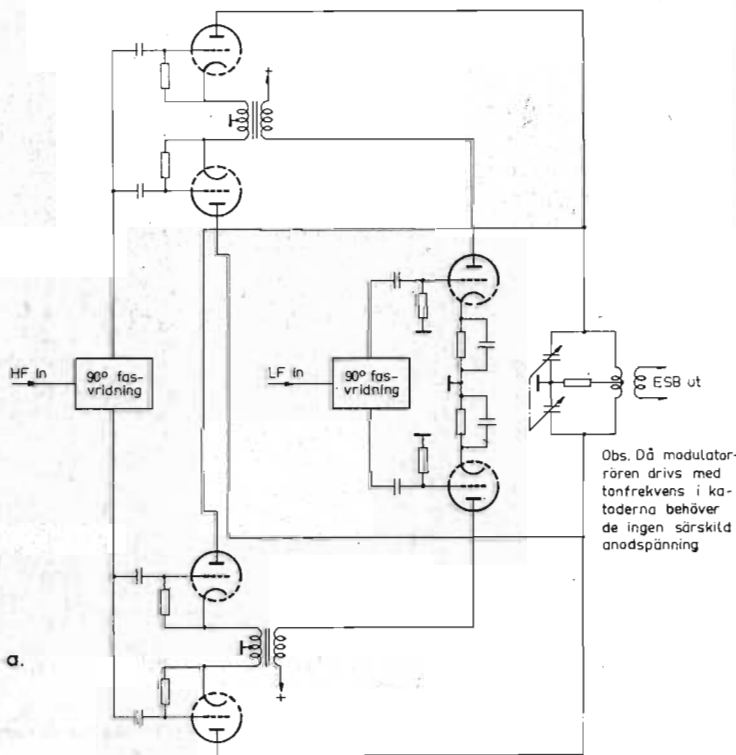 +
HF in
90° fas-
vridning
LF in
90° fas-
vridning
ESB ut
Obs. Då modulator-
rören drivs med
tonfrekvens i ka-
toderna behöver
de ingen särskild
anodspänning
a.
+